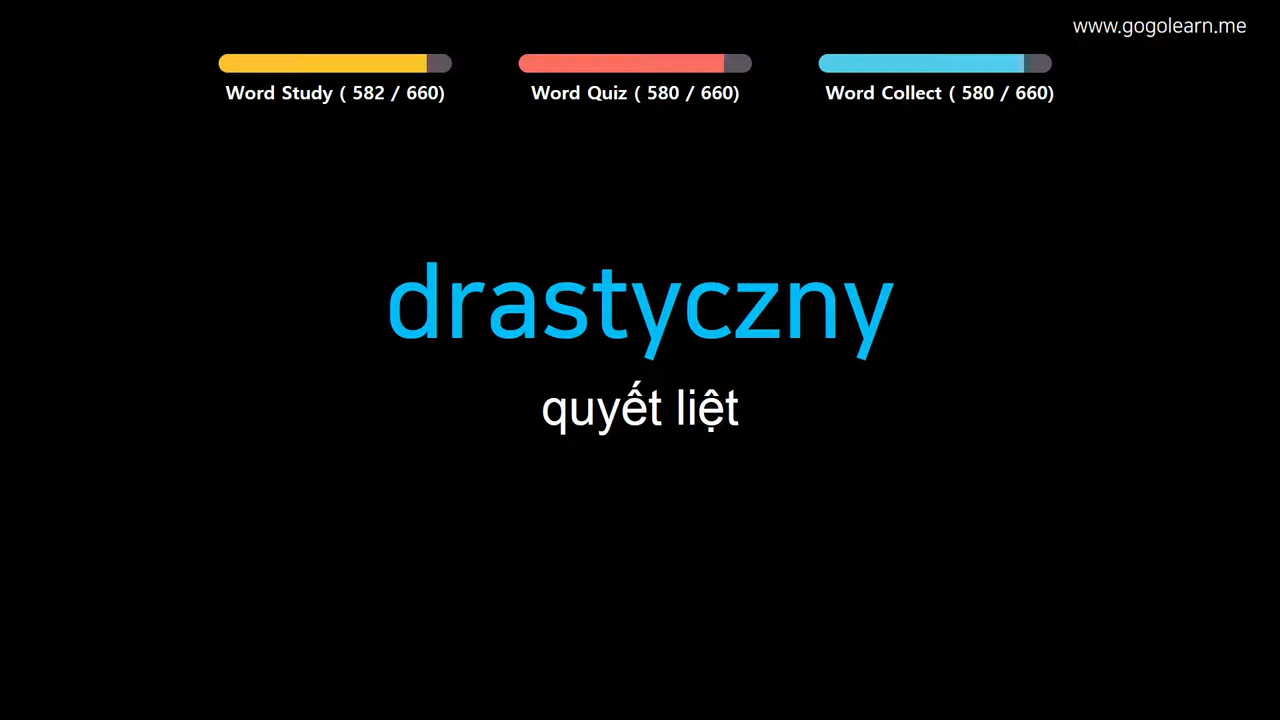 www.gogolearn.me
Word Study ( 582 / 660)
Word Quiz ( 580 / 660)
Word Collect ( 580 / 660)
drastyczny
quyết liệt